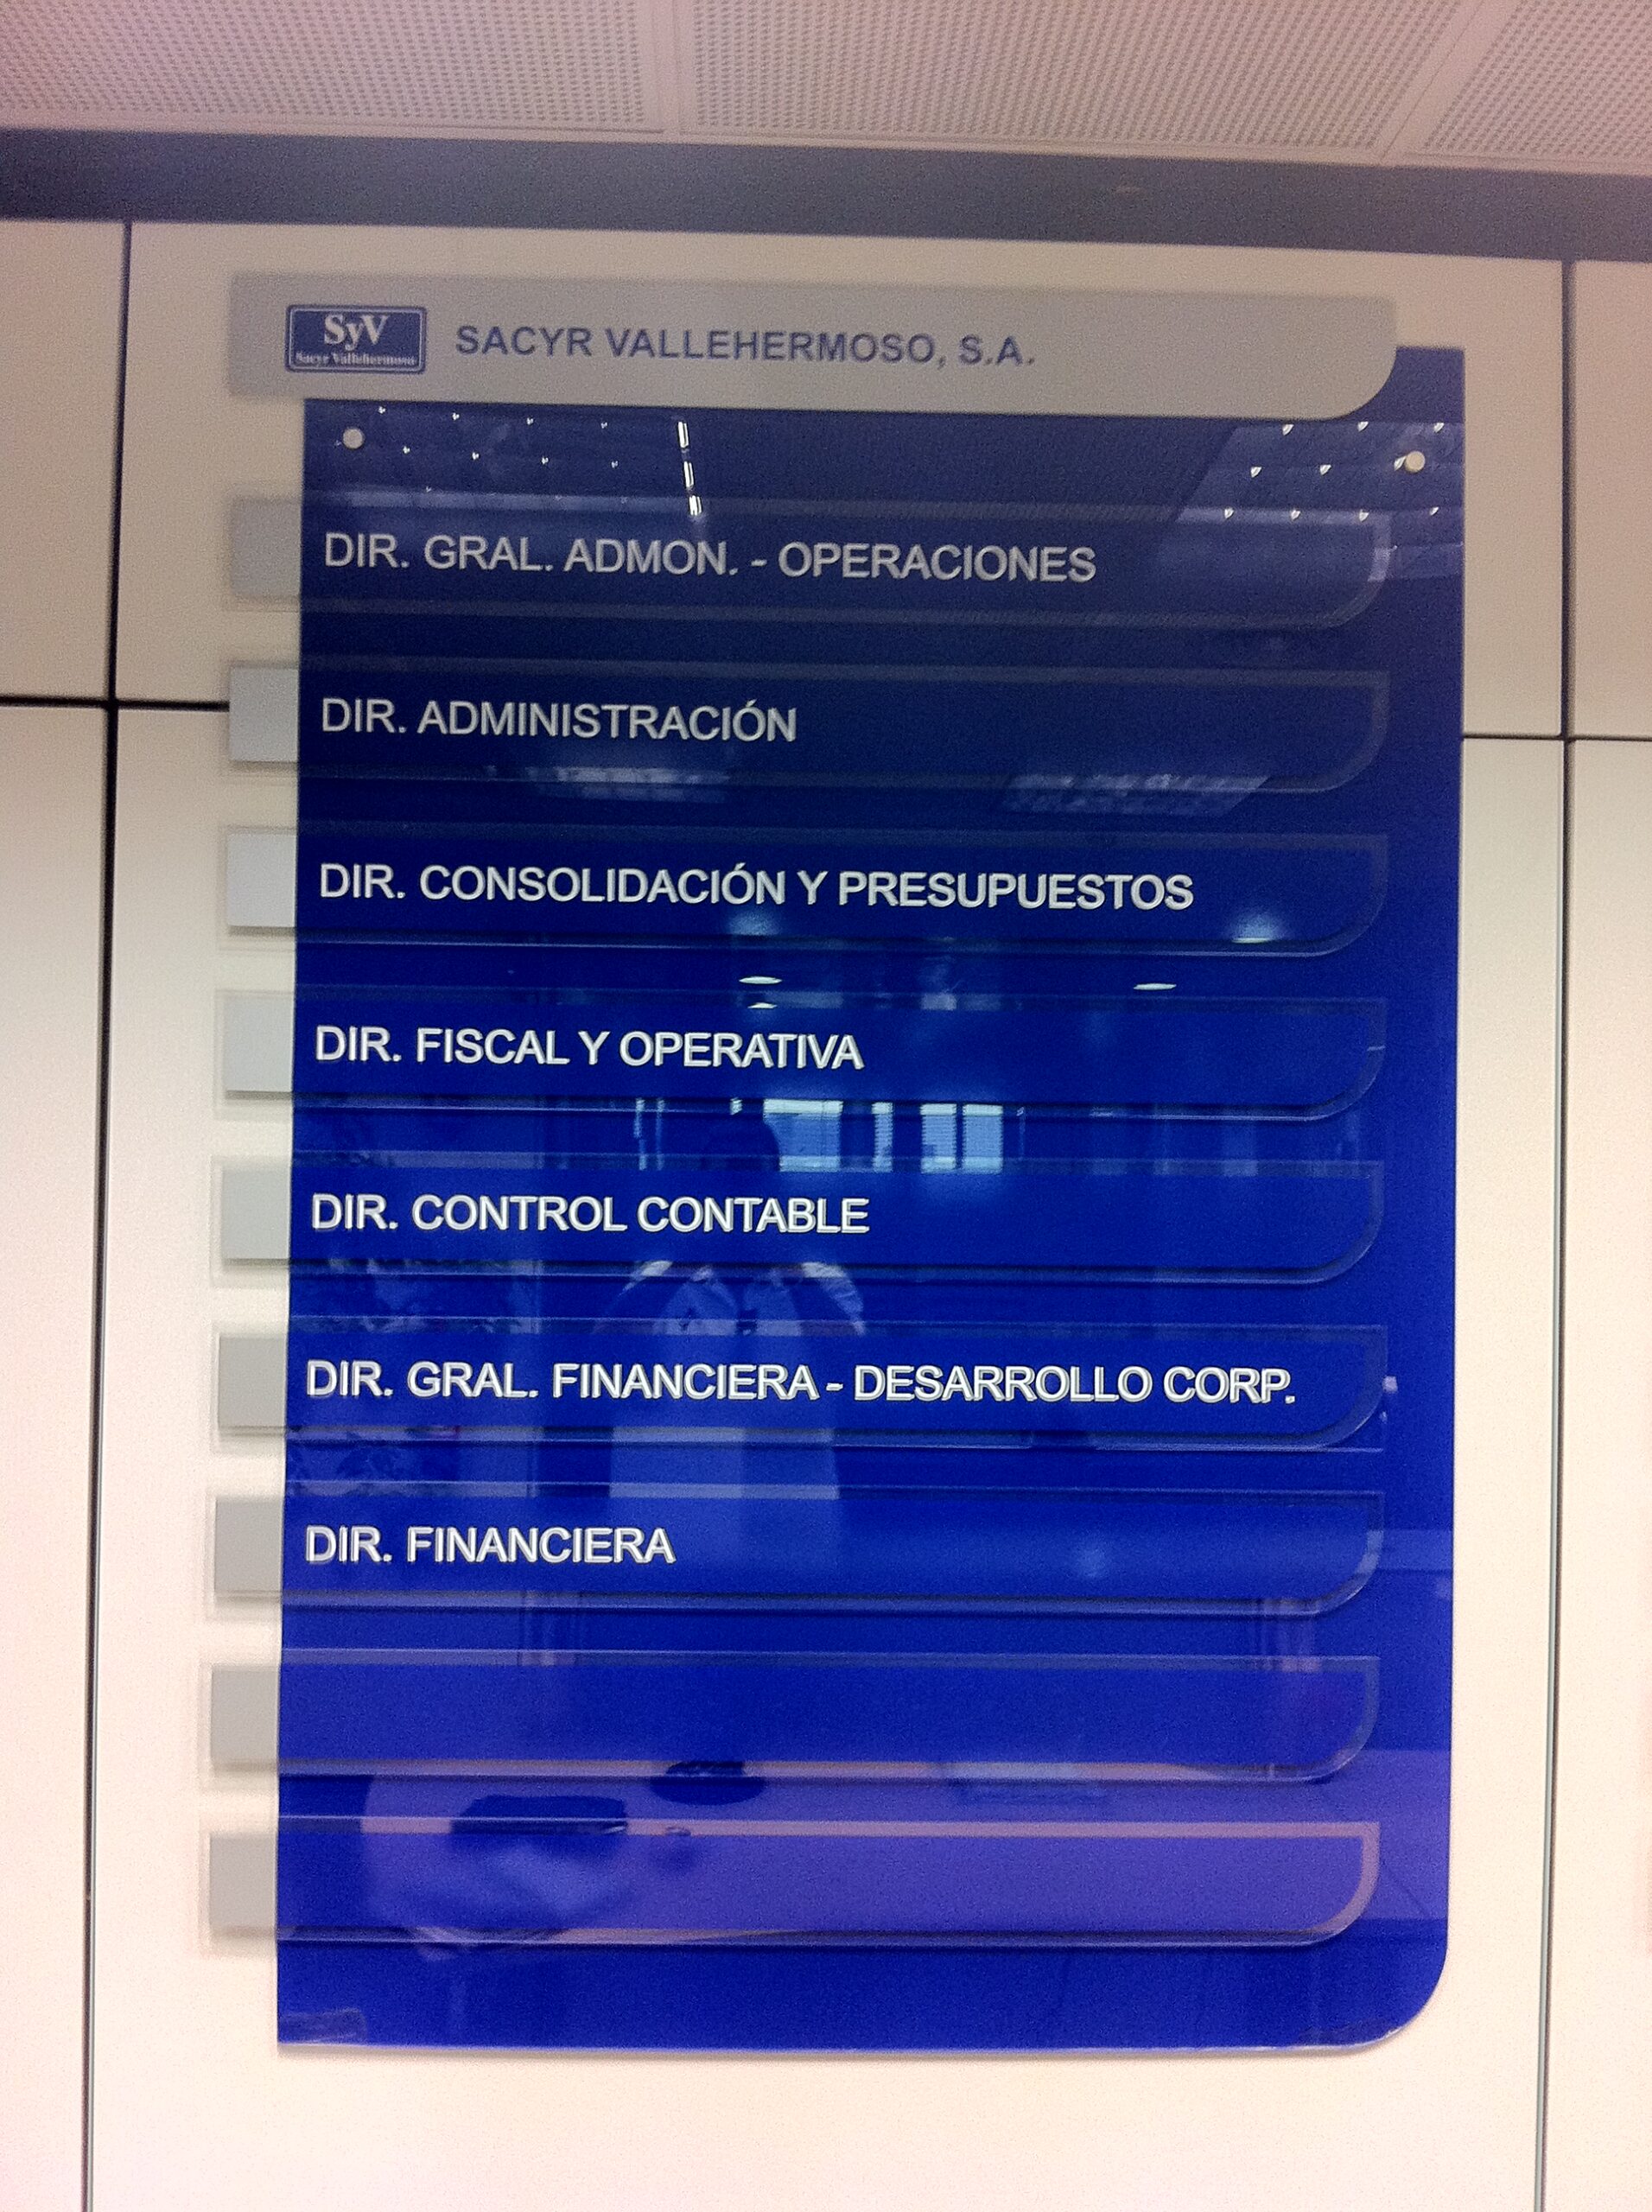 SyV
Sacyr Vallehermoso
SACYR VALLEHERMOSO, S.A.
DIR. GRAL. ADMON. - OPERACIONES
DIR. ADMINISTRACIÓN
DIR. CONSOLIDACIÓN Y PRESUPUESTOS
DIR. FISCAL Y OPERATIVA
DIR. CONTROL CONTABLE
DIR. GRAL. FINANCIERA - DESARROLLO CORP.
DIR. FINANCIERA